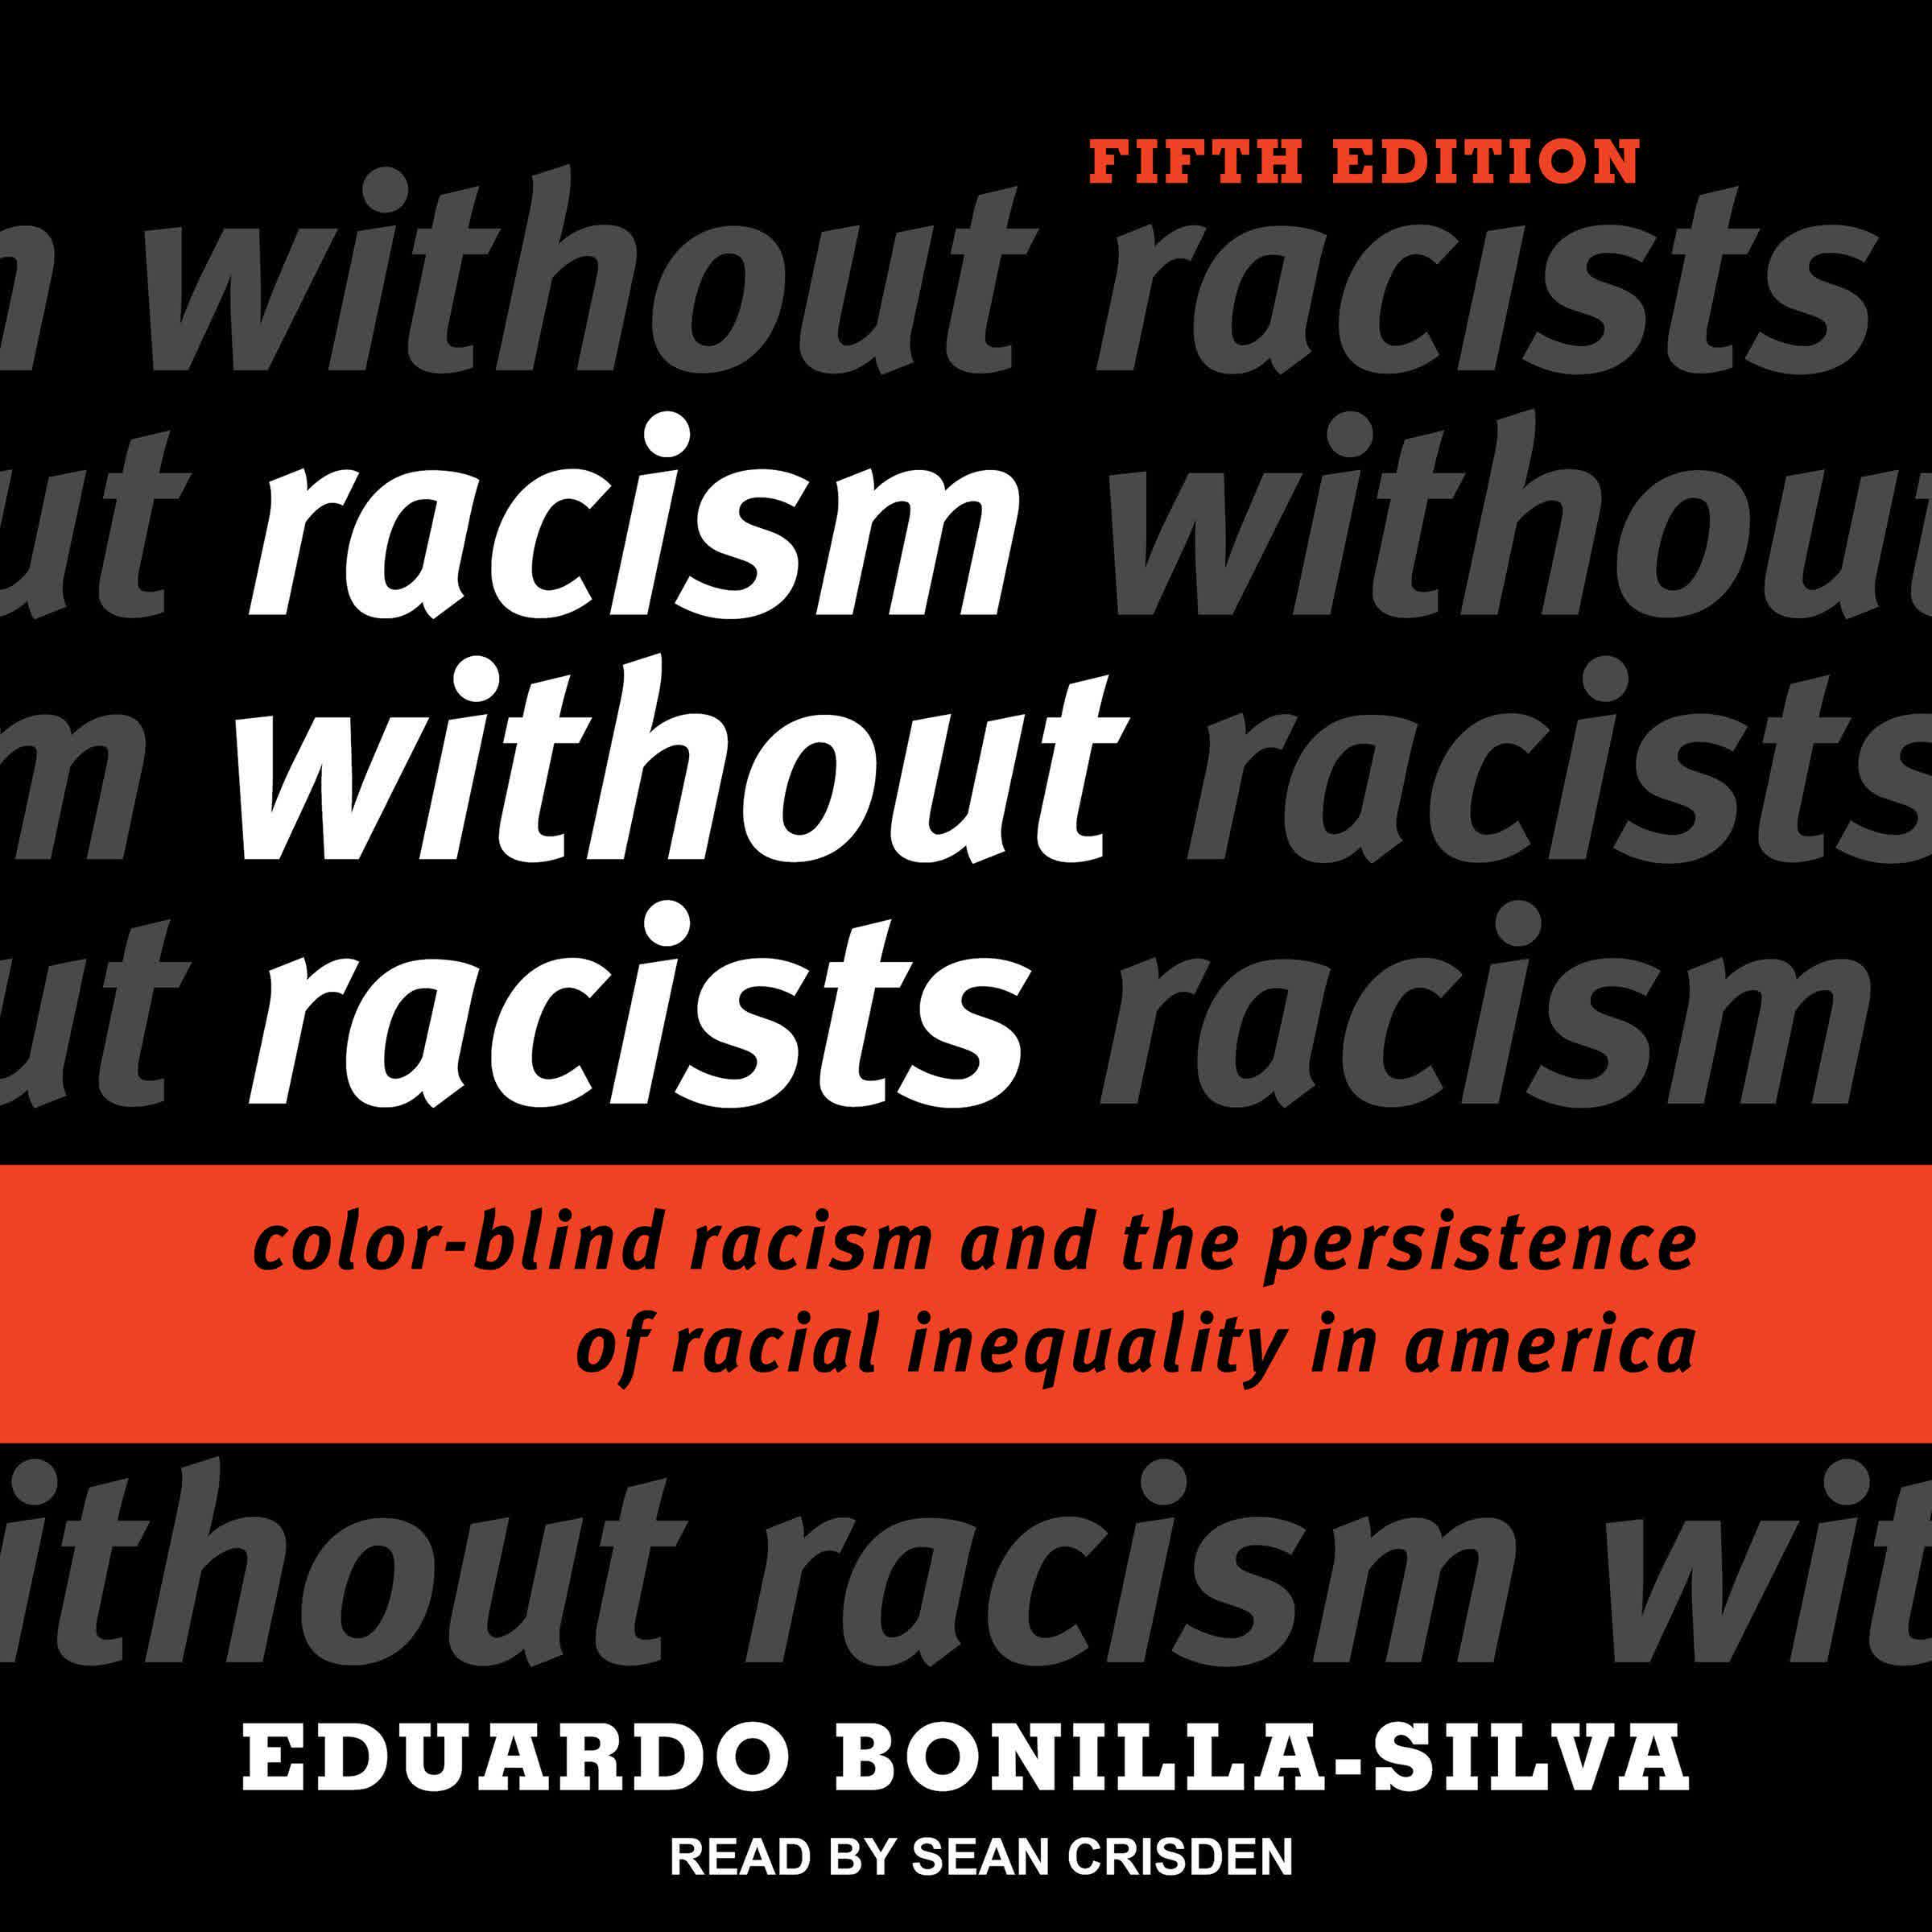 FIFTH EDITION
n without racists
ut racism without
m without racists
ut racists racism
color-blind racism and the persistence
of racial inequality in america
ithout racism wit
EDUARDO BONILLA-SILVA
READ BY SEAN CRISDEN